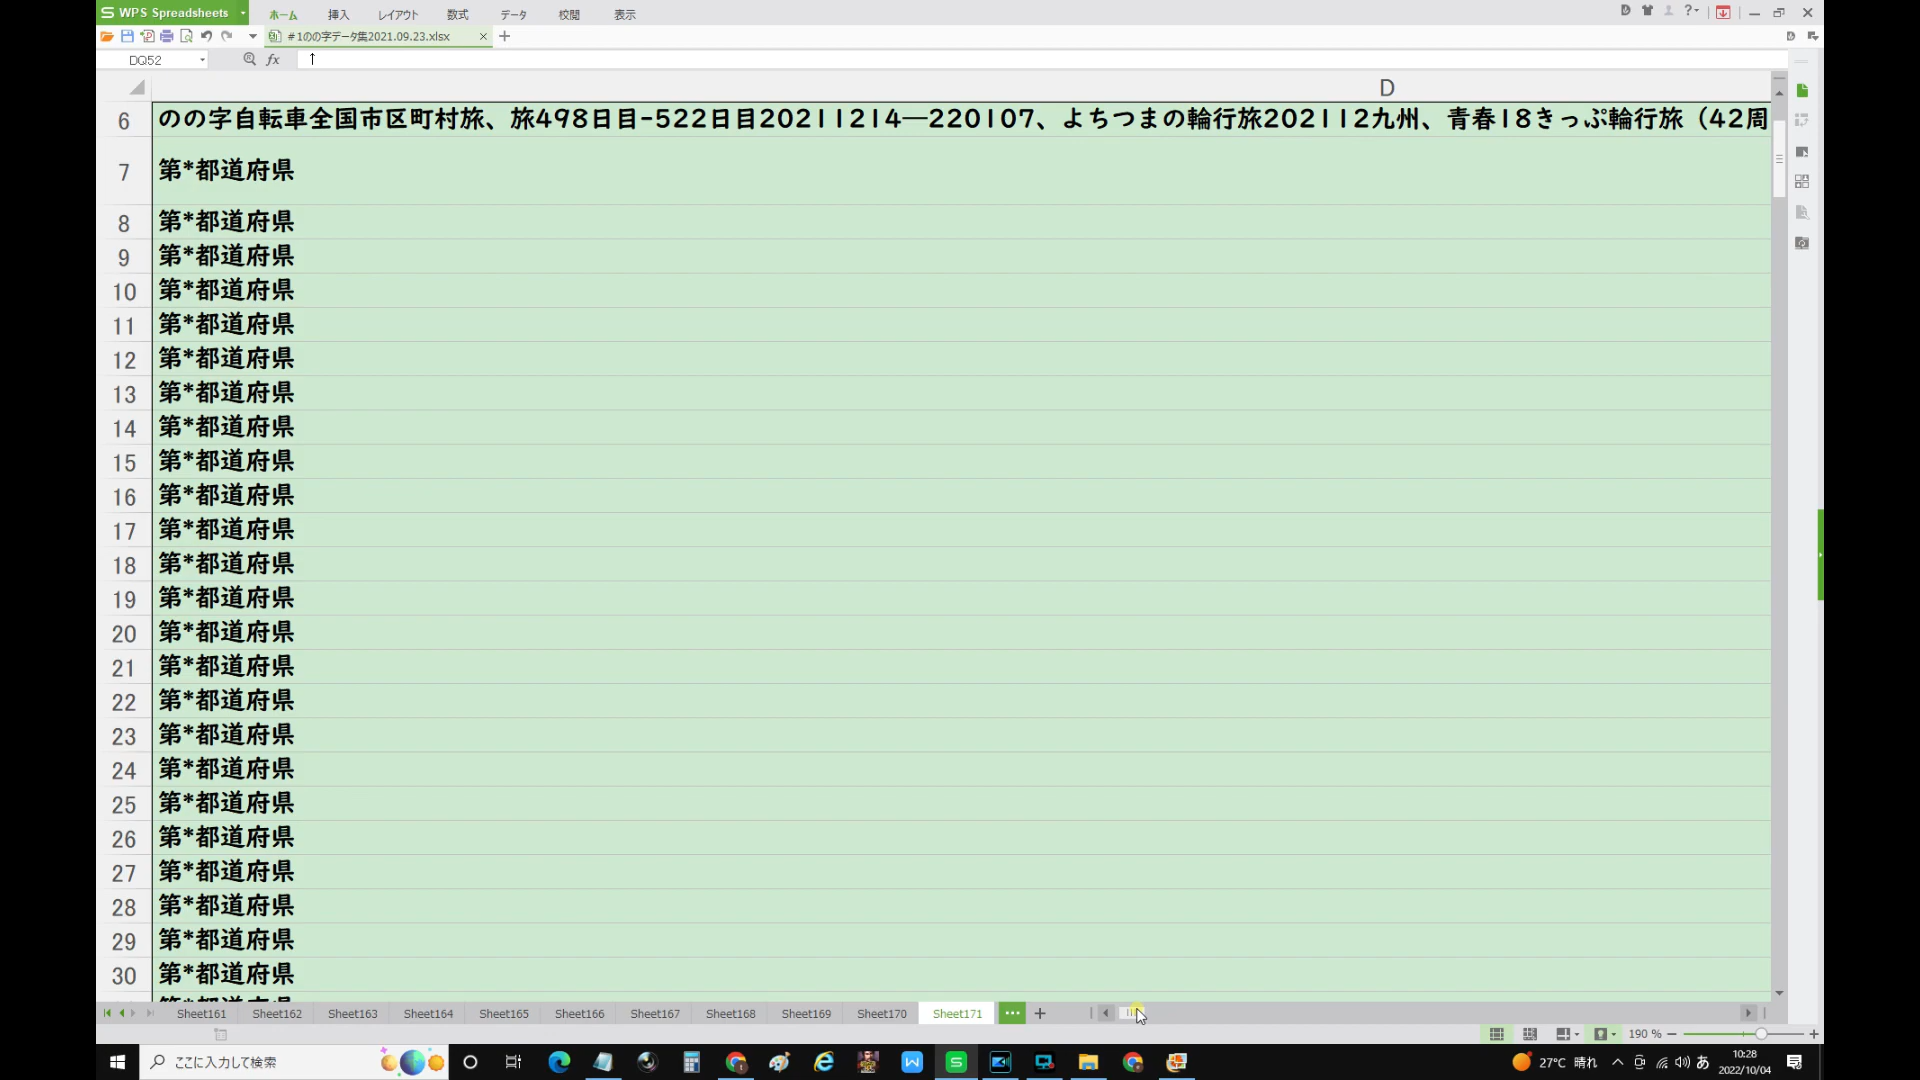 WPS Spreadsheets
ホーム 挿入 レイアウト 数式 データ 校閲 表示
#1のの字データ集2021.09.23.xlsx
DQ52 fx ↑
D
6 のの字自転車全国市区町村旅、旅498日目-522日目20211214—220107、よちつまの輪行旅202112九州、青春18きっぷ輪行旅（42周
7 第*都道府県
8 第*都道府県
9 第*都道府県
10 第*都道府県
11 第*都道府県
12 第*都道府県
13 第*都道府県
14 第*都道府県
15 第*都道府県
16 第*都道府県
17 第*都道府県
18 第*都道府県
19 第*都道府県
20 第*都道府県
21 第*都道府県
22 第*都道府県
23 第*都道府県
24 第*都道府県
25 第*都道府県
26 第*都道府県
27 第*都道府県
28 第*都道府県
29 第*都道府県
30 第*都道府県
Sheet161 Sheet162 Sheet163 Sheet164 Sheet165 Sheet166 Sheet167 Sheet168 Sheet169 Sheet170 Sheet171 ••• +
190 %
ここに入力して検索
27°C 晴れ あ 10:28
2022/10/04